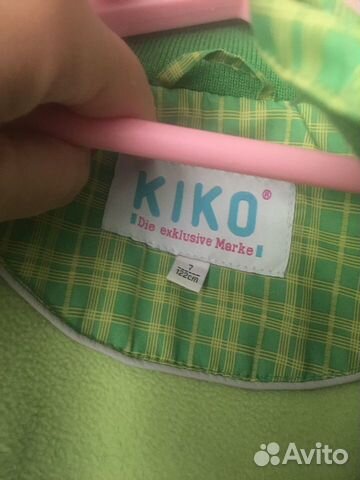 KIKO®
Die exklusive Marke
7
122cm
Avito